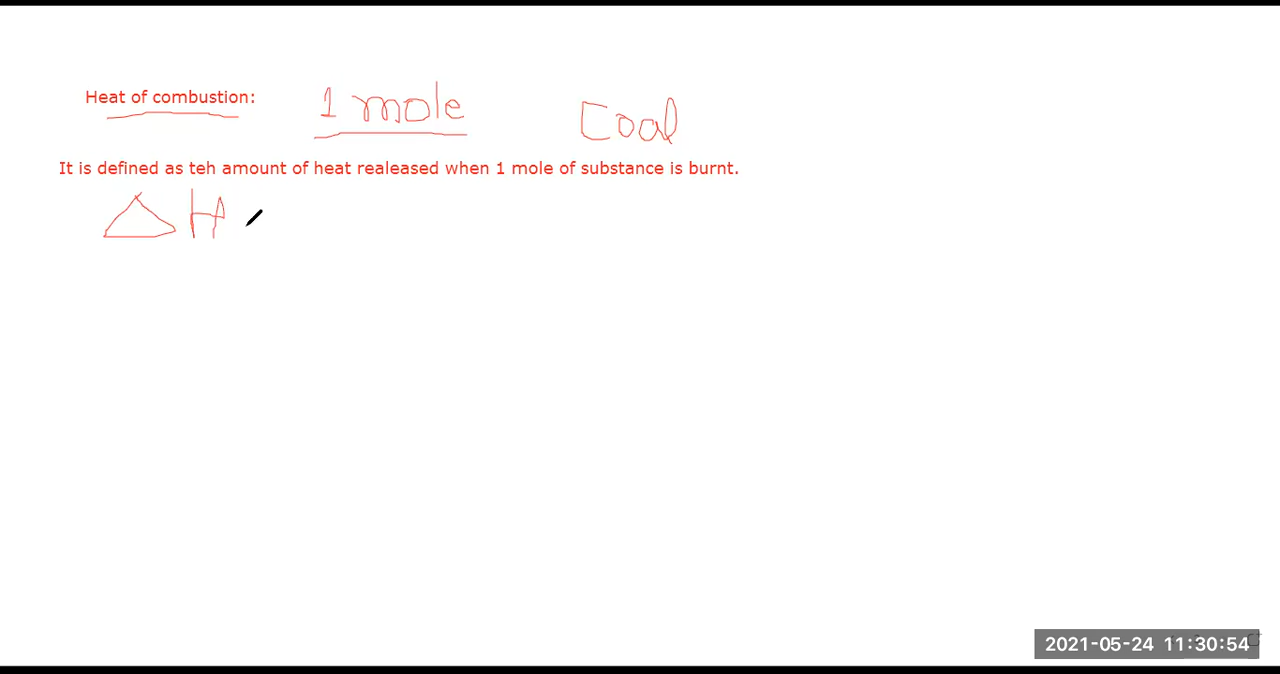 Heat of combustion: 1 mole Coal
It is defined as teh amount of heat realeased when 1 mole of substance is burnt.
△ H
2021-05-24 11:30:54